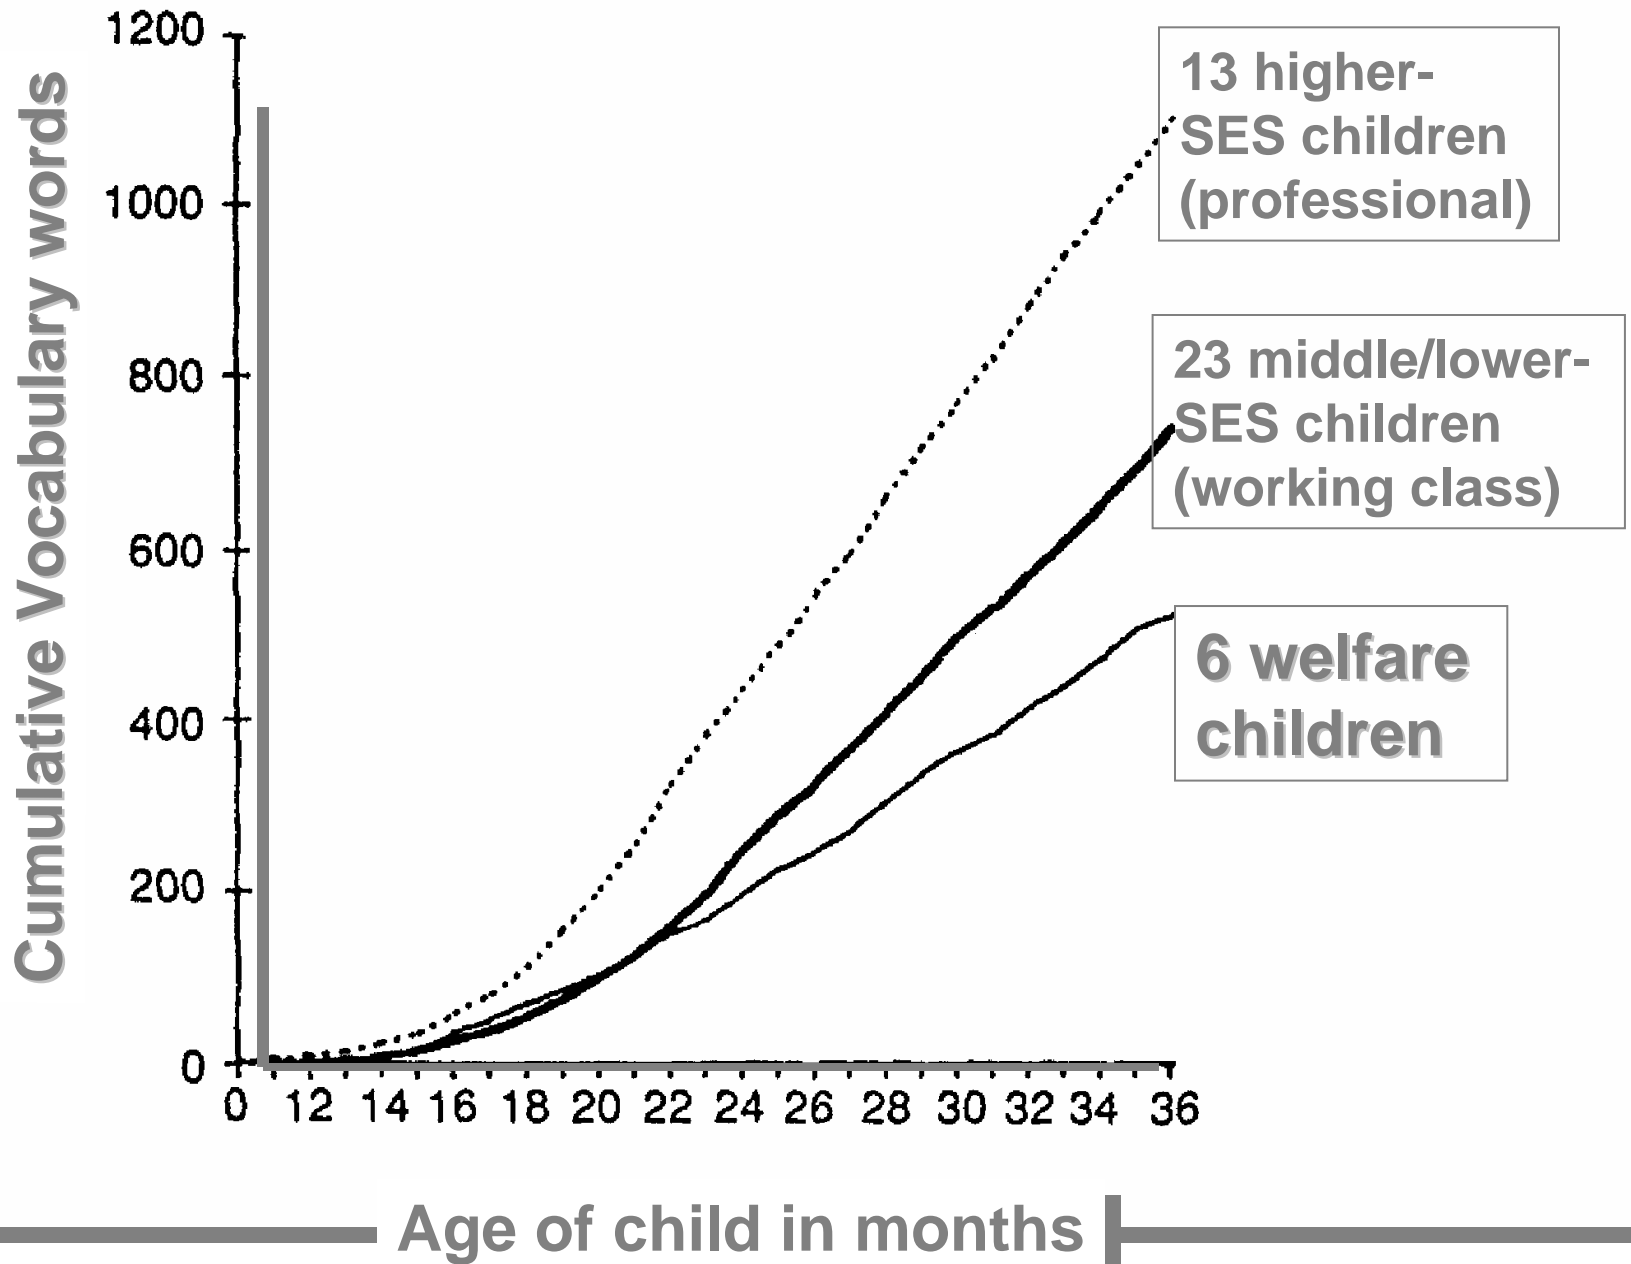 Cumulative Vocabulary words
1200
1000
800
600
400
200
0
13 higher-
SES children
(professional)
23 middle/lower-
SES children
(working class)
6 welfare
children
0 12 14 16 18 20 22 24 26 28 30 32 34 36
Age of child in months